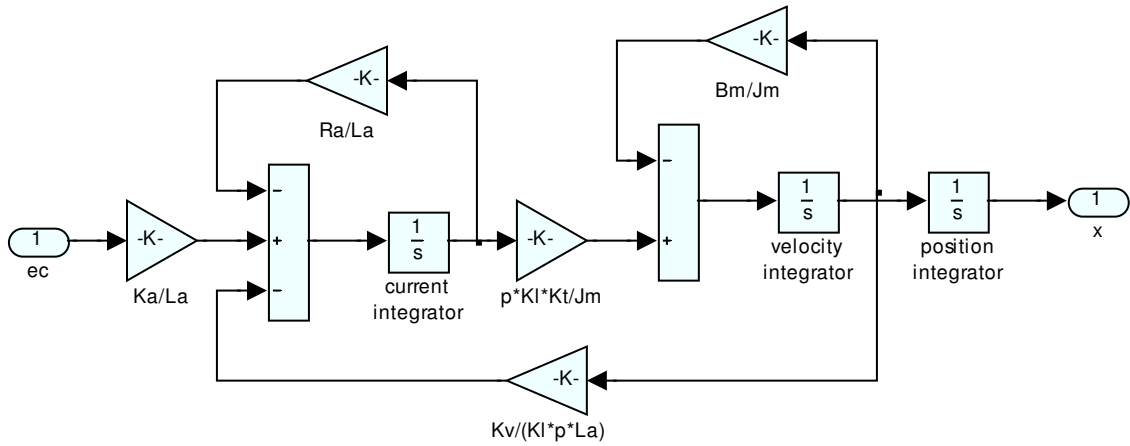 -K-
Bm/Jm
-K-
Ra/La
1
ec
-K-
Ka/La
−
+
−
1
s
current
integrator
-K-
p*Kl*Kt/Jm
−
+
1
s
velocity
integrator
1
s
position
integrator
1
x
-K-
Kv/(Kl*p*La)